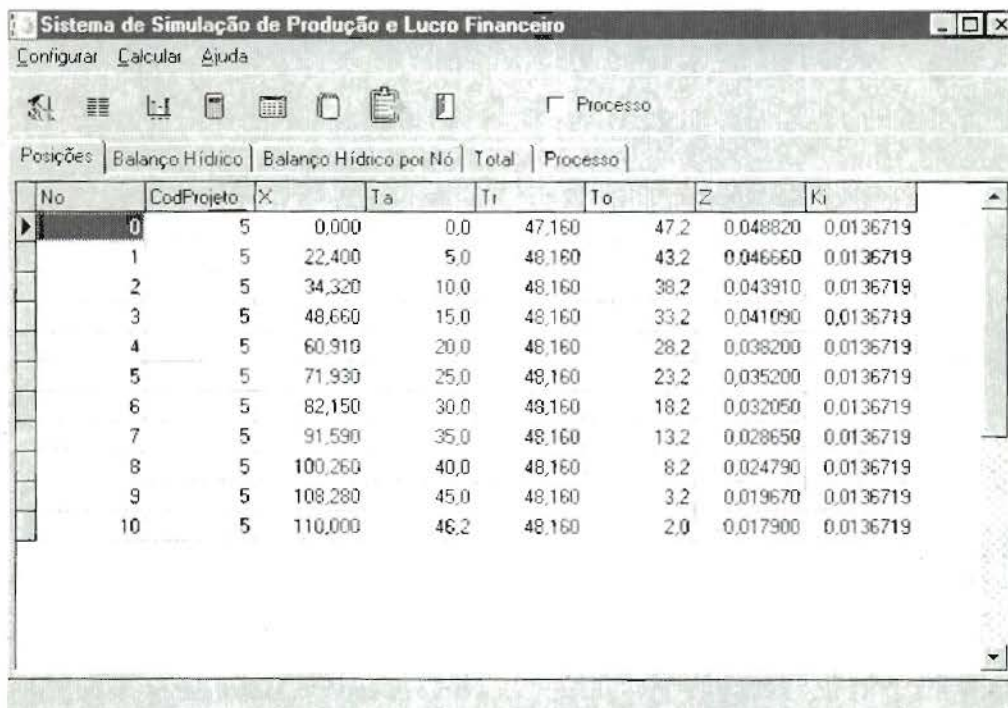 Sistema de Simulação de Produção e Lucro Financeiro
Configurar Calcular Ajuda
Processo
Posições Balanço Hídrico Balanço Hídrico por Nó Total Processo
No CodProjeto X Ta Tr To Z Ki
0 5 0,000 0,0 47,160 47,2 0,048820 0,0136719
1 5 22,400 5,0 48,160 43,2 0,046660 0,0136719
2 5 34,320 10,0 48,160 38,2 0,043910 0,0136719
3 5 48,660 15,0 48,160 33,2 0,041090 0,0136719
4 5 60,910 20,0 48,160 28,2 0,038200 0,0136719
5 5 71,930 25,0 48,160 23,2 0,035200 0,0136719
6 5 82,150 30,0 48,160 18,2 0,032050 0,0136719
7 5 91,590 35,0 48,160 13,2 0,028650 0,0136719
8 5 100,260 40,0 48,160 8,2 0,024790 0,0136719
9 5 108,280 45,0 48,160 3,2 0,019670 0,0136719
10 5 110,000 46,2 48,160 2,0 0,017900 0,0136719